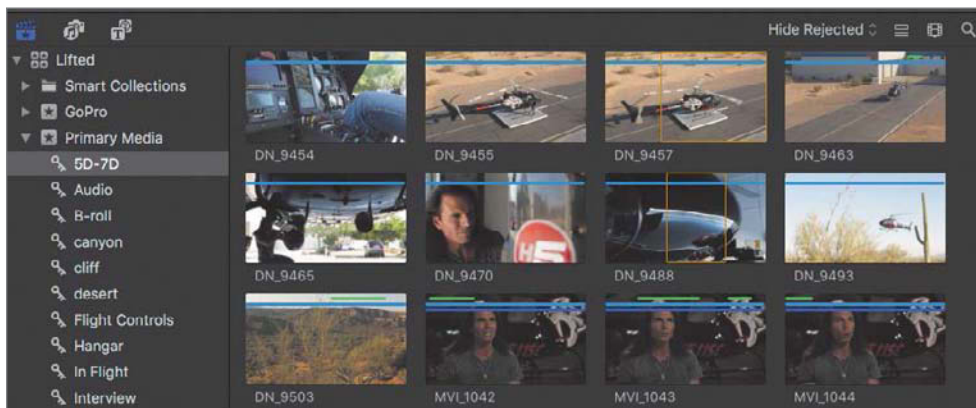 Hide Rejected
Lifted
Smart Collections
GoPro
Primary Media
5D-7D
Audio
B-roll
canyon
cliff
desert
Flight Controls
Hangar
In Flight
Interview
DN_9454
DN_9455
DN_9457
DN_9463
DN_9465
DN_9470
DN_9488
DN_9493
H5
DN_9503
MVI_1042
MVI_1043
MVI_1044